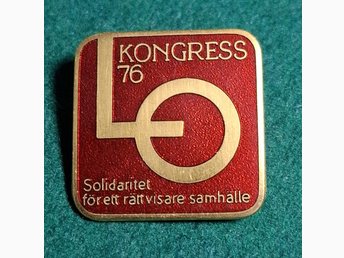 KONGRESS
76
LO
Solidaritet
för ett rättvisare samhälle